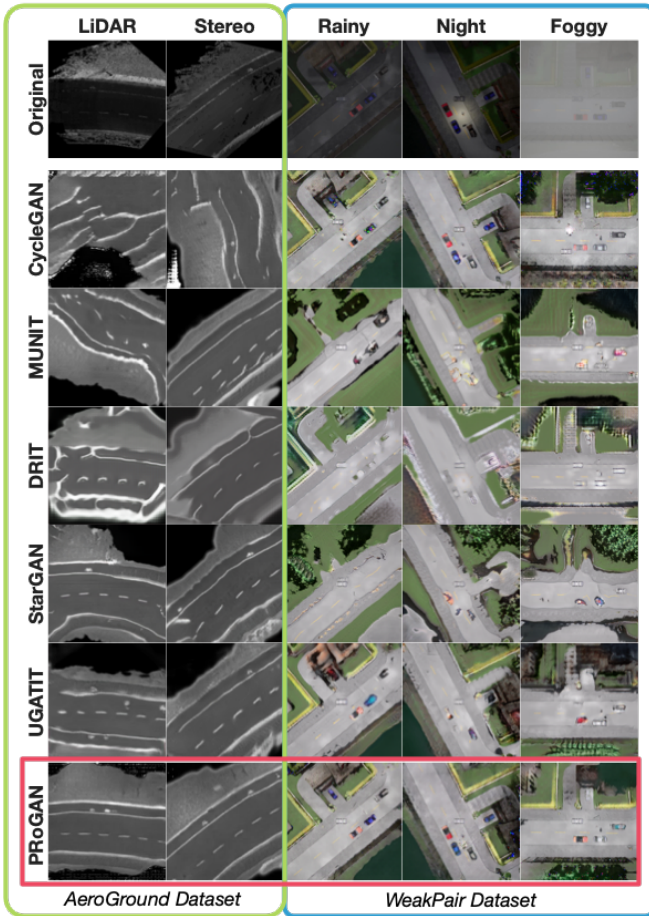 LiDAR Stereo Rainy Night Foggy
Original
CycleGAN
MUNIT
DRIT
StarGAN
UGATIT
PRoGAN
AeroGround Dataset WeakPair Dataset